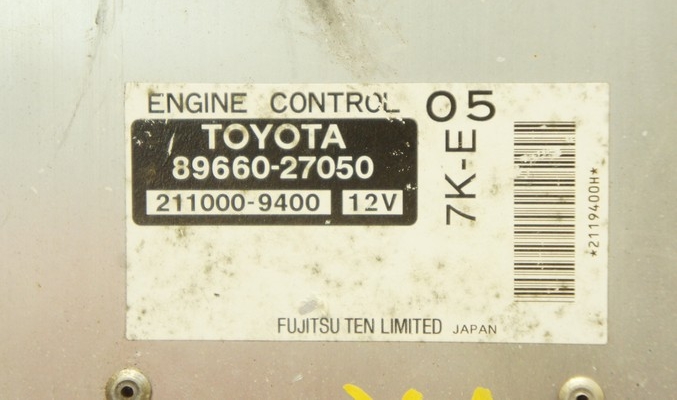 ENGINE CONTROL 05
TOYOTA
89660-27050
211000-9400 12V
7K-E
*2119400H*
FUJITSU TEN LIMITED JAPAN